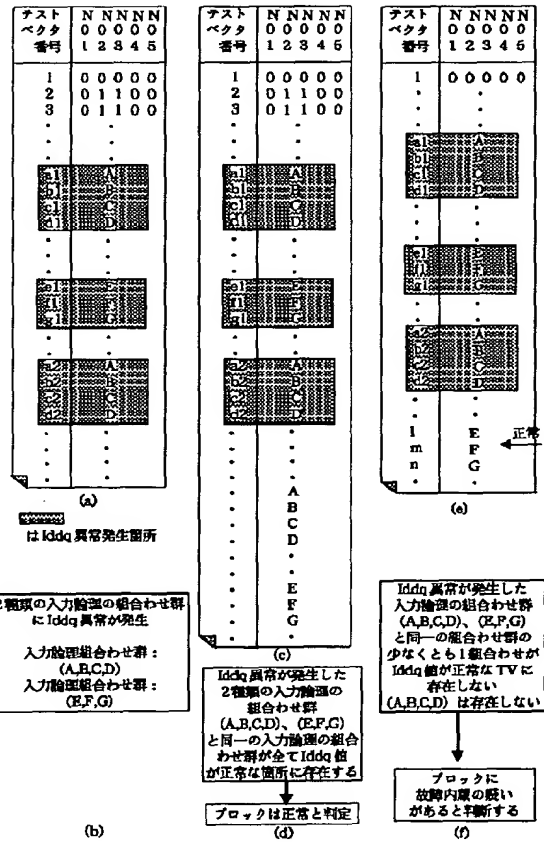 テスト ベクタ 番号
N N N N N
0 0 0 0 0
1 2 3 4 5
1 0 0 0 0 0
2 0 1 1 0 0
3 0 1 1 0 0
a1 A
b1 B
c1 C
d1 D
e1 E
f1 F
g1 G
a2 A
b2 B
c2 C
d2 D
(a)
は Iddq 異常発生箇所
2種類の入力論理の組合わせ群
に Iddq 異常が発生
入力論理組合わせ群:
(A,B,C,D)
入力論理組合わせ群:
(E,F,G)
(b)
テスト ベクタ 番号
N N N N N
0 0 0 0 0
1 2 3 4 5
1 0 0 0 0 0
2 0 1 1 0 0
3 0 1 1 0 0
a1 A
b1 B
c1 C
d1 D
e1 E
f1 F
g1 G
a2 A
b2 B
c2 C
d2 D
A
B
C
D
E
F
G
(c)
Iddq 異常が発生した
2種類の入力論理の
組合わせ群
(A,B,C,D)、(E,F,G)
と同一の入力論理の組合
わせ群が全て Iddq 値
が正常な箇所に存在する
ブロックは正常と判定
(d)
テスト ベクタ 番号
N N N N N
0 0 0 0 0
1 2 3 4 5
1 0 0 0 0 0
a1 A
b1 B
c1 C
d1 D
e1 E
f1 F
g1 G
a2 A
b2 B
c2 C
d2 D
l E
m F 正常
n G
(e)
Iddq 異常が発生した
入力論理の組合わせ群
(A,B,C,D)、(E,F,G)
と同一の組合わせ群の
少なくとも1組合わせが
Iddq 値が正常な TV に
存在しない
(A,B,C,D) は存在しない
ブロックに
故障内蔵の疑い
があると判断する
(f)